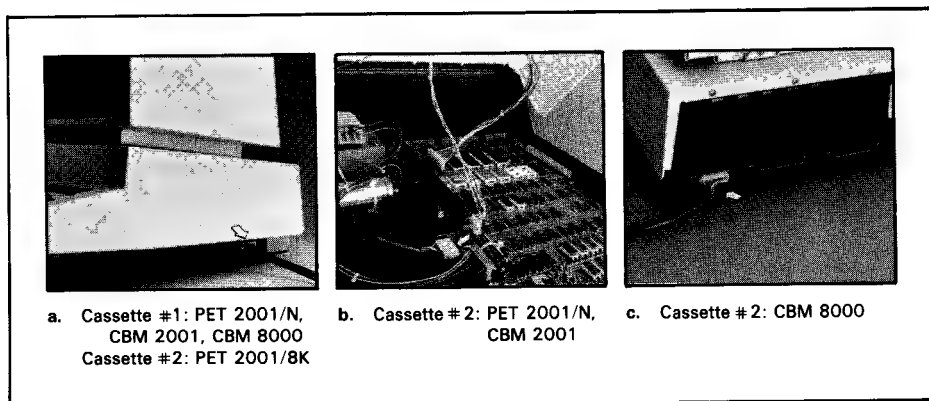 a. Cassette #1: PET 2001/N,
CBM 2001, CBM 8000
Cassette #2: PET 2001/8K
b. Cassette #2: PET 2001/N,
CBM 2001
c. Cassette #2: CBM 8000